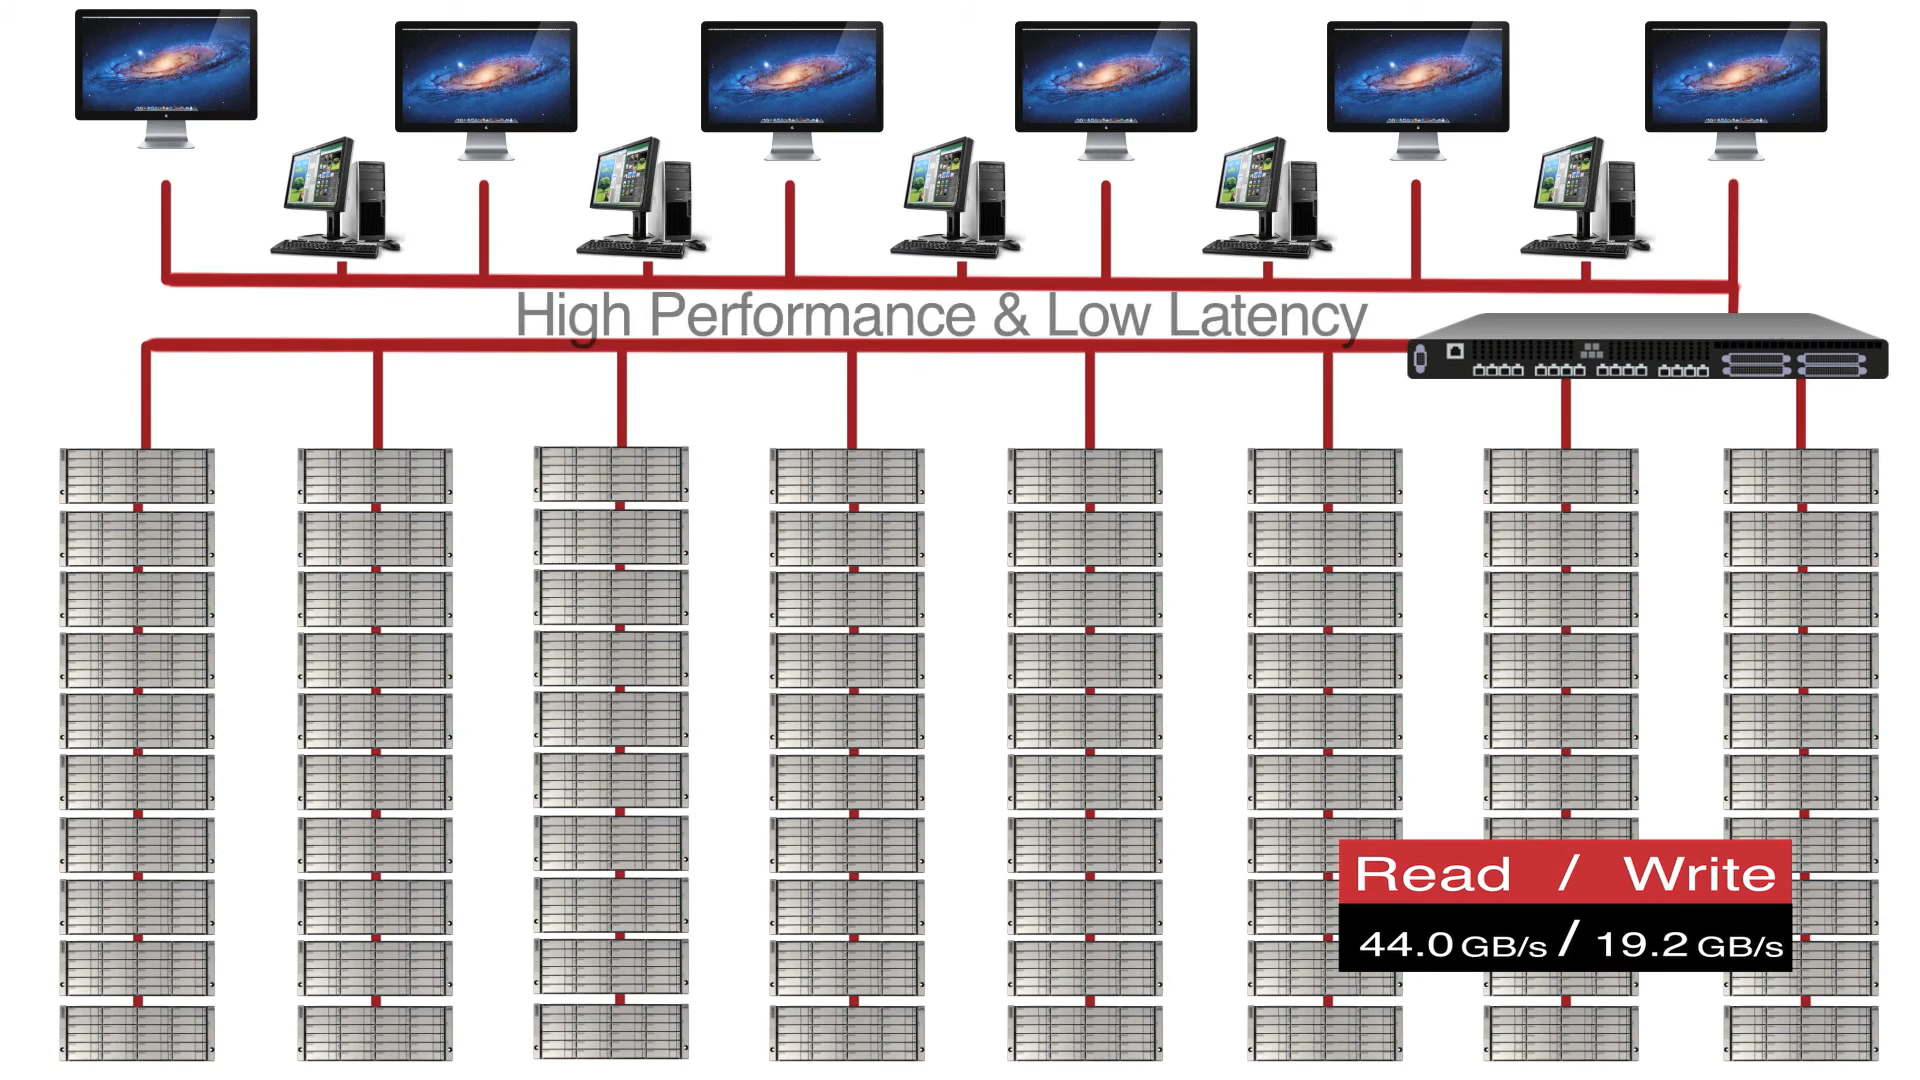 High Performance & Low Latency
Read / Write
44.0 GB/s / 19.2 GB/s